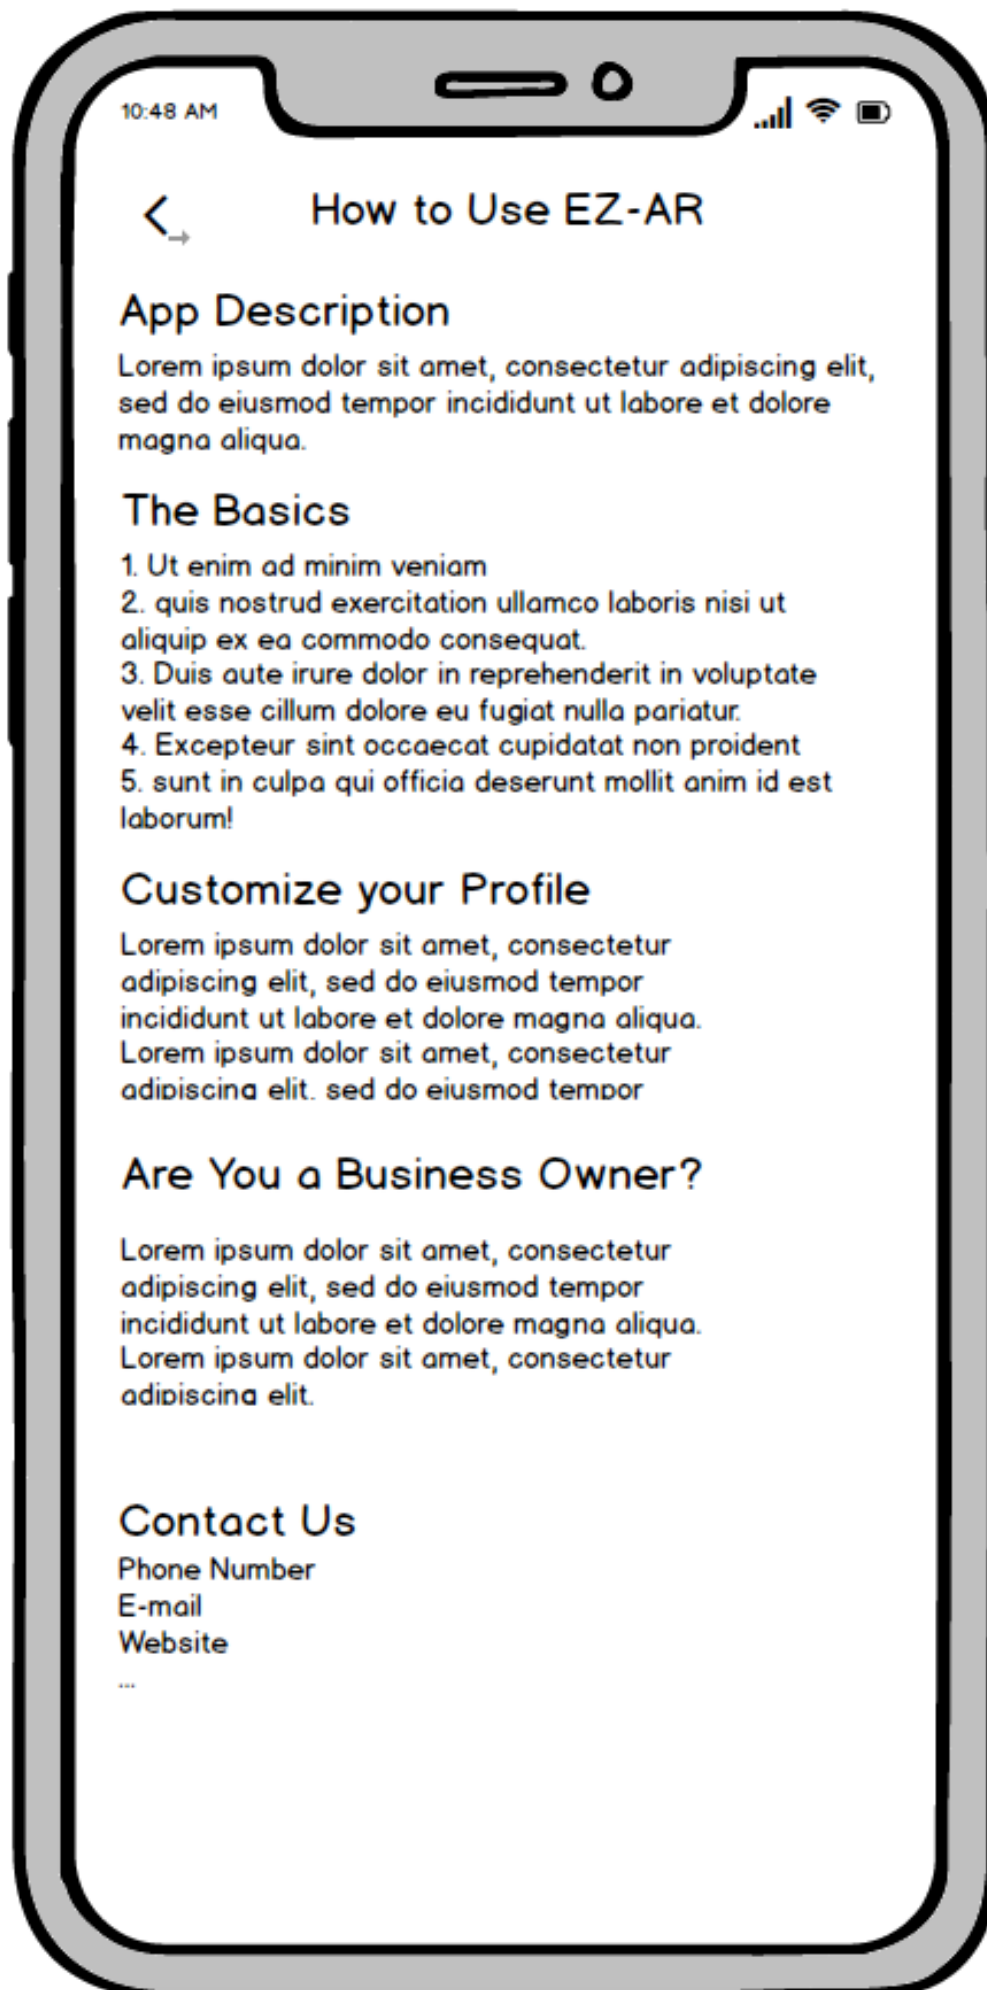 10:48 AM
How to Use EZ-AR
App Description
Lorem ipsum dolor sit amet, consectetur adipiscing elit,
sed do eiusmod tempor incididunt ut labore et dolore
magna aliqua.
The Basics
1. Ut enim ad minim veniam
2. quis nostrud exercitation ullamco laboris nisi ut
aliquip ex ea commodo consequat.
3. Duis aute irure dolor in reprehenderit in voluptate
velit esse cillum dolore eu fugiat nulla pariatur.
4. Excepteur sint occaecat cupidatat non proident
5. sunt in culpa qui officia deserunt mollit anim id est
laborum!
Customize your Profile
Lorem ipsum dolor sit amet, consectetur
adipiscing elit, sed do eiusmod tempor
incididunt ut labore et dolore magna aliqua.
Lorem ipsum dolor sit amet, consectetur
adipiscing elit, sed do eiusmod tempor
Are You a Business Owner?
Lorem ipsum dolor sit amet, consectetur
adipiscing elit, sed do eiusmod tempor
incididunt ut labore et dolore magna aliqua.
Lorem ipsum dolor sit amet, consectetur
adipiscing elit.
Contact Us
Phone Number
E-mail
Website
...